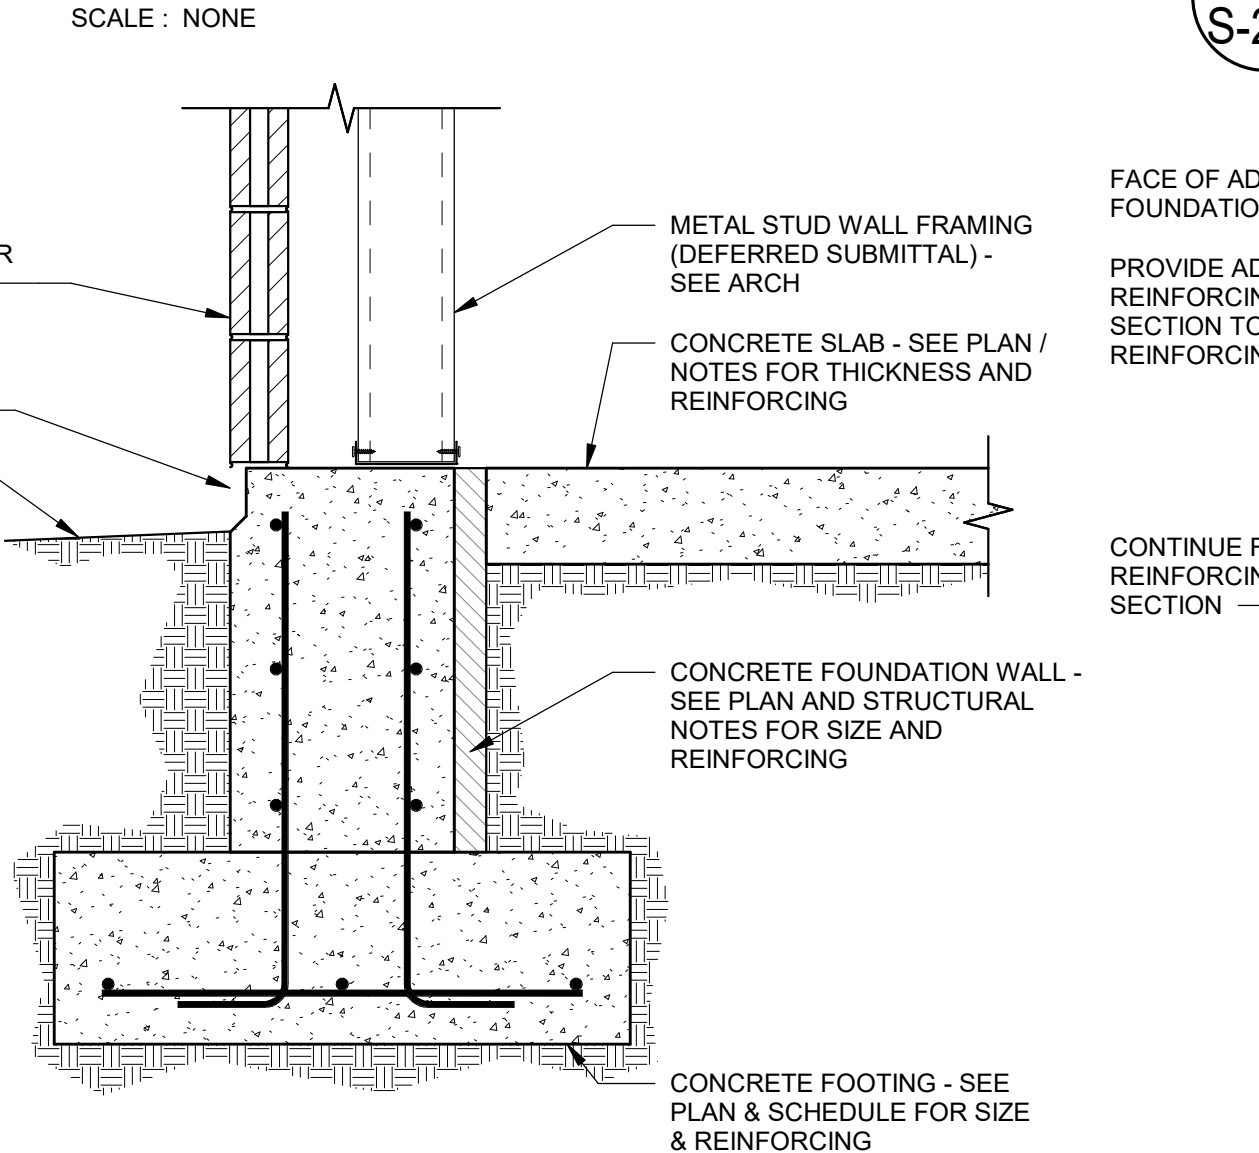 SCALE : NONE
METAL STUD WALL FRAMING
(DEFERRED SUBMITTAL) -
SEE ARCH
CONCRETE SLAB - SEE PLAN /
NOTES FOR THICKNESS AND
REINFORCING
CONCRETE FOUNDATION WALL -
SEE PLAN AND STRUCTURAL
NOTES FOR SIZE AND
REINFORCING
CONCRETE FOOTING - SEE
PLAN & SCHEDULE FOR SIZE
& REINFORCING
R
S-2
FACE OF AD
FOUNDATIO
PROVIDE AD
REINFORCIN
SECTION TO
REINFORCIN
CONTINUE F
REINFORCIN
SECTION